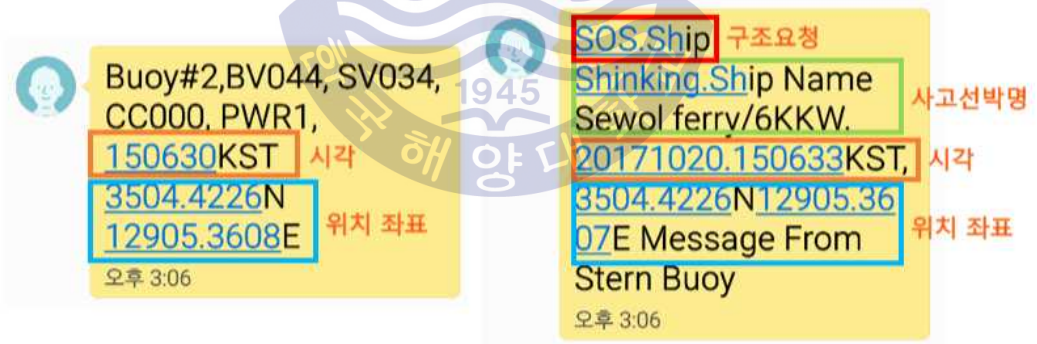 Buoy#2,BV044, SV034,
CC000, PWR1,
150630KST 시각
3504.4226N
12905.3608E 위치 좌표
오후 3:06
SOS.Ship 구조요청
Shinking.Ship Name
Sewol ferry/6KKW. 사고선박명
20171020.150633KST, 시각
3504.4226N12905.36
07E Message From 위치 좌표
Stern Buoy
오후 3:06
1945